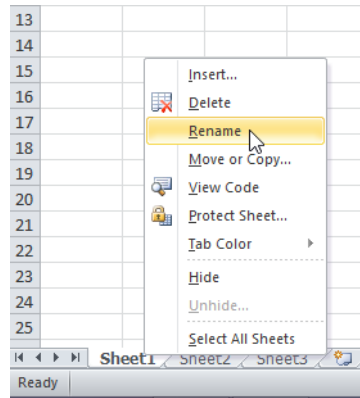 13
14
15
Insert...
16
Delete
17
Rename
18
Move or Copy...
19
View Code
20
Protect Sheet...
21
22
Tab Color
23
Hide
24
Unhide...
25
Select All Sheets
Sheet1 Sheet2 Sheet3
Ready